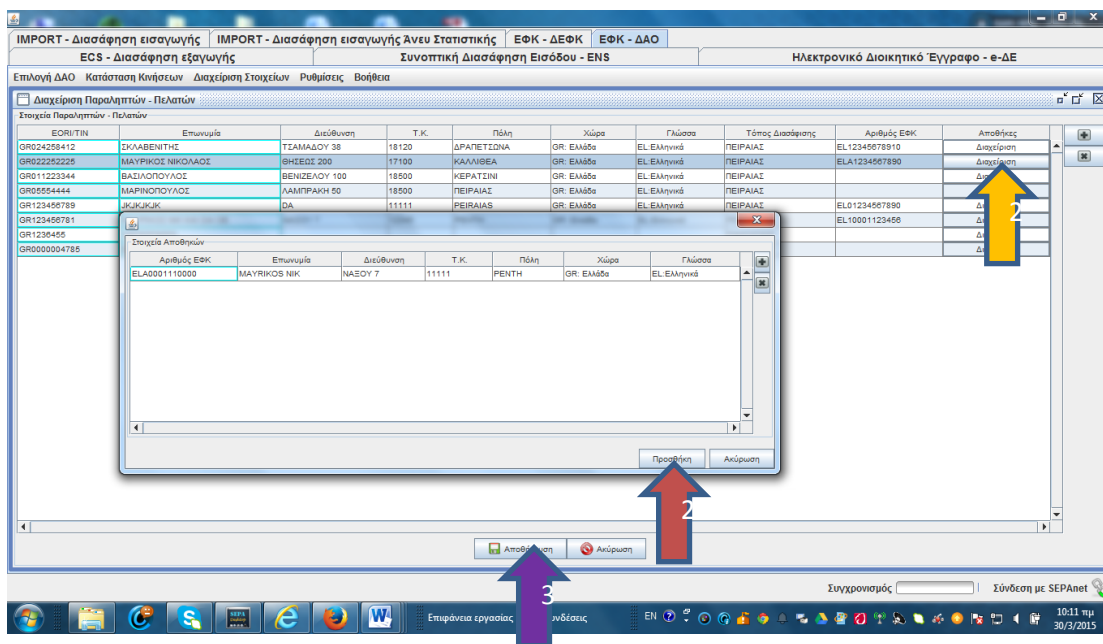 IMPORT - Διασάφηση εισαγωγής IMPORT - Διασάφηση εισαγωγής Άνευ Στατιστικής ΕΦΚ - ΔΕΦΚ ΕΦΚ - ΔΑΟ
ECS - Διασάφηση εξαγωγής Συνοπτική Διασάφηση Εισόδου - ENS Ηλεκτρονικό Διοικητικό Έγγραφο - e-ΔΕ
Επιλογή ΔΑΟ Κατάσταση Κινήσεων Διαχείριση Στοιχείων Ρυθμίσεις Βοήθεια
Διαχείριση Παραληπτών - Πελατών
Στοιχεία Παραληπτών - Πελατών
EORI/TIN Επωνυμία Διεύθυνση Τ.Κ. Πόλη Χώρα Γλώσσα Τόπος Διασάφισης Αριθμός ΕΦΚ Αποθήκες
GR024258412 ΣΚΛΑΒΕΝΙΤΗΣ ΤΣΑΜΑΔΟΥ 38 18120 ΔΡΑΠΕΤΣΩΝΑ GR: Ελλάδα EL:Ελληνικά ΠΕΙΡΑΙΑΣ EL12345678910 Διαχείριση
GR022252225 ΜΑΥΡΙΚΟΣ ΝΙΚΟΛΑΟΣ ΘΗΣΕΩΣ 200 17100 ΚΑΛΛΙΘΕΑ GR: Ελλάδα EL:Ελληνικά ΠΕΙΡΑΙΑΣ ELA1234567890 Διαχείριση
GR011223344 ΒΑΣΙΛΟΠΟΥΛΟΣ ΒΕΝΙΖΕΛΟΥ 100 18500 ΚΕΡΑΤΣΙΝΙ GR: Ελλάδα EL:Ελληνικά ΠΕΙΡΑΙΑΣ
GR05554444 ΜΑΡΙΝΟΠΟΥΛΟΣ ΛΑΜΠΡΑΚΗ 50 18500 ΠΕΙΡΑΙΑΣ GR: Ελλάδα EL:Ελληνικά ΠΕΙΡΑΙΑΣ
GR123456789 JKJKJKJK DA 11111 PEIRAIAS GR: Ελλάδα EL:Ελληνικά ΠΕΙΡΑΙΑΣ EL01234567890
GR123456781 EL10001123456
GR1236455
GR0000004785
2
Στοιχεία Αποθηκών
Αριθμός ΕΦΚ Επωνυμία Διεύθυνση Τ.Κ. Πόλη Χώρα Γλώσσα
ELA0001110000 MAYRIKOS NIK ΝΑΞΟΥ 7 11111 PENTH GR: Ελλάδα EL:Ελληνικά
Προσθήκη Ακύρωση
2
Ακύρωση
3
Συγχρονισμός Σύνδεση με SEPAnet
Επιφάνεια εργασίας EN 10:11 πμ
30/3/2015